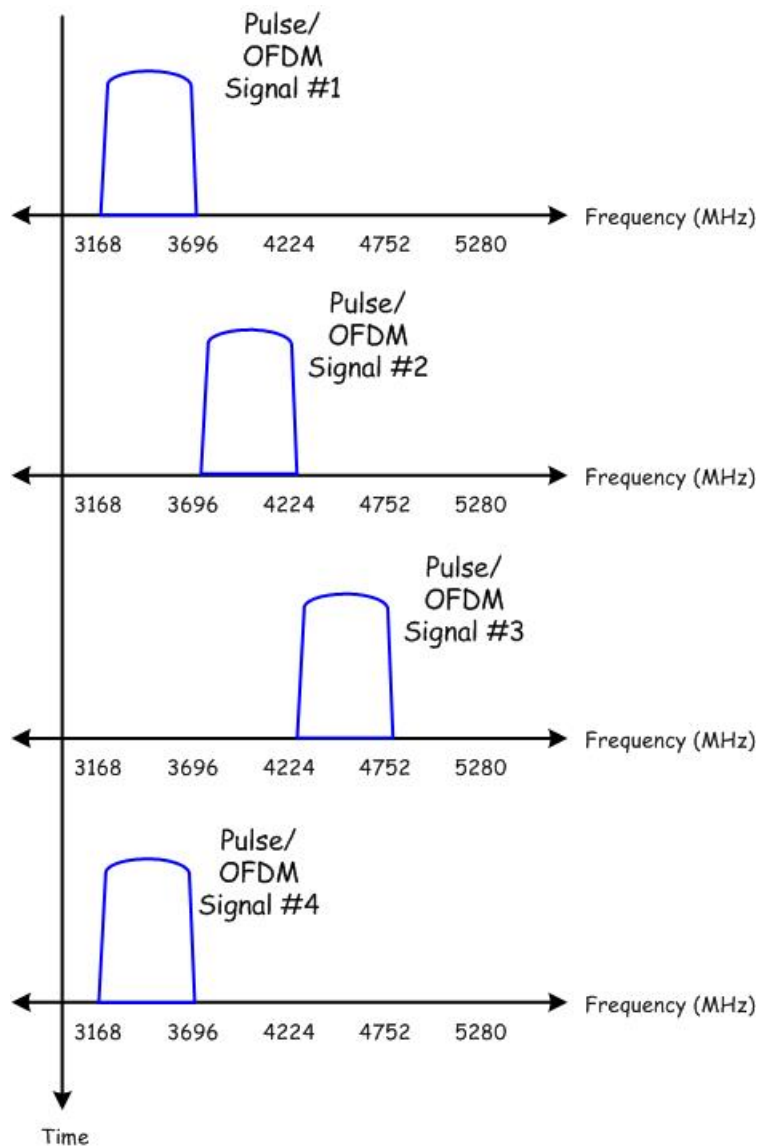 Pulse/
OFDM
Signal #1
Frequency (MHz)
3168 3696 4224 4752 5280
Pulse/
OFDM
Signal #2
Frequency (MHz)
3168 3696 4224 4752 5280
Pulse/
OFDM
Signal #3
Frequency (MHz)
3168 3696 4224 4752 5280
Pulse/
OFDM
Signal #4
Frequency (MHz)
3168 3696 4224 4752 5280
Time